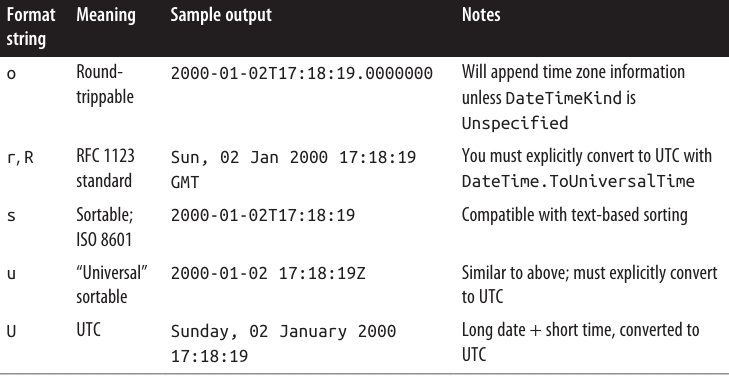 Format string Meaning Sample output Notes
o Round-trippable 2000-01-02T17:18:19.0000000 Will append time zone information
unless DateTimeKind is
Unspecified
r, R RFC 1123 Sun, 02 Jan 2000 17:18:19 You must explicitly convert to UTC with
standard GMT DateTime.ToUniversalTime
s Sortable; 2000-01-02T17:18:19 Compatible with text-based sorting
ISO 8601
u “Universal” 2000-01-02 17:18:19Z Similar to above; must explicitly convert
sortable to UTC
U UTC Sunday, 02 January 2000 Long date + short time, converted to
17:18:19 UTC